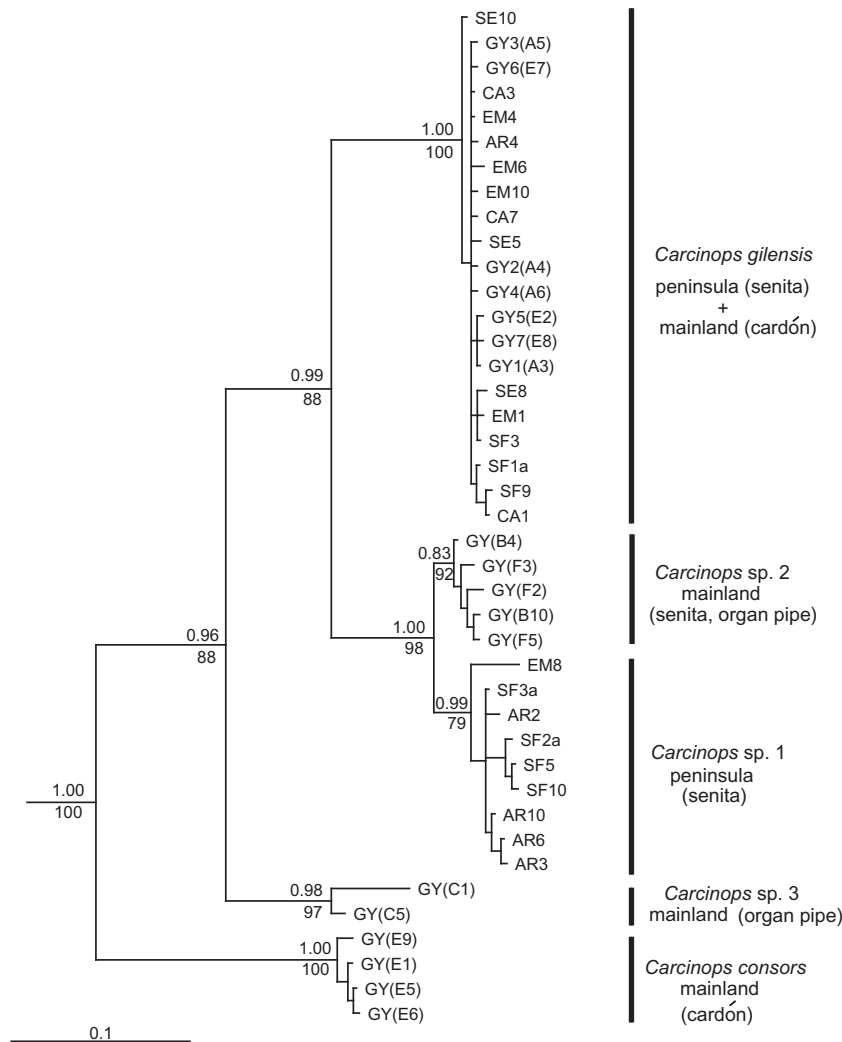 SE10
GY3(A5)
GY6(E7)
CA3
EM4
1.00
AR4
100
EM6
EM10
CA7
SE5
Carcinops gilensis
GY2(A4)
peninsula (senita)
GY4(A6)
+
GY5(E2)
mainland (cardón)
GY7(E8)
GY1(A3)
0.99
SE8
88
EM1
SF3
SF1a
SF9
CA1
GY(B4)
0.83
GY(F3)
92
Carcinops sp. 2
GY(F2)
mainland
GY(B10)
(senita, organ pipe)
1.00
GY(F5)
98
0.96
88
EM8
SF3a
0.99
AR2
79
SF2a
Carcinops sp. 1
SF5
peninsula
SF10
(senita)
1.00
100
AR10
AR6
AR3
0.98
GY(C1)
Carcinops sp. 3
97
GY(C5)
mainland (organ pipe)
GY(E9)
1.00
GY(E1)
Carcinops consors
100
GY(E5)
mainland
GY(E6)
(cardón)
0.1